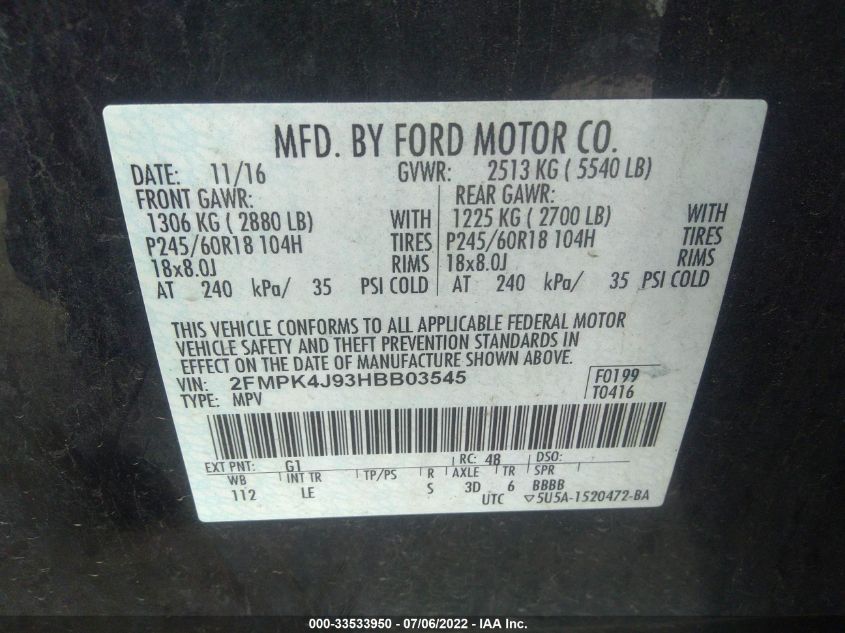 MFD. BY FORD MOTOR CO.
DATE: 11/16 GVWR: 2513 KG ( 5540 LB)
FRONT GAWR: REAR GAWR:
1306 KG ( 2880 LB) WITH 1225 KG ( 2700 LB) WITH
P245/60R18 104H TIRES P245/60R18 104H TIRES
18x8.0J RIMS 18x8.0J RIMS
AT 240 kPa/ 35 PSI COLD AT 240 kPa/ 35 PSI COLD
THIS VEHICLE CONFORMS TO ALL APPLICABLE FEDERAL MOTOR
VEHICLE SAFETY AND THEFT PREVENTION STANDARDS IN
EFFECT ON THE DATE OF MANUFACTURE SHOWN ABOVE.
VIN: 2FMPK4J93HBB03545 F0199
TYPE: MPV T0416
EXT PNT: G1 RC: 48 DSO:
WB INT TR TP/PS R AXLE TR SPR
112 LE S 3D 6 BBBB
UTC ▽5U5A-1520472-BA
000-33533950 - 07/06/2022 - IAA Inc.